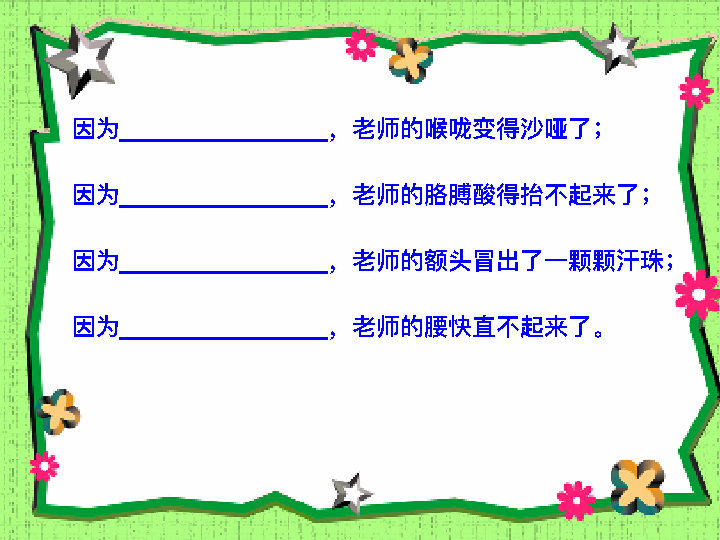 因为________________，老师的喉咙变得沙哑了；
因为________________，老师的胳膊酸得抬不起来了；
因为________________，老师的额头冒出了一颗颗汗珠；
因为________________，老师的腰快直不起来了。